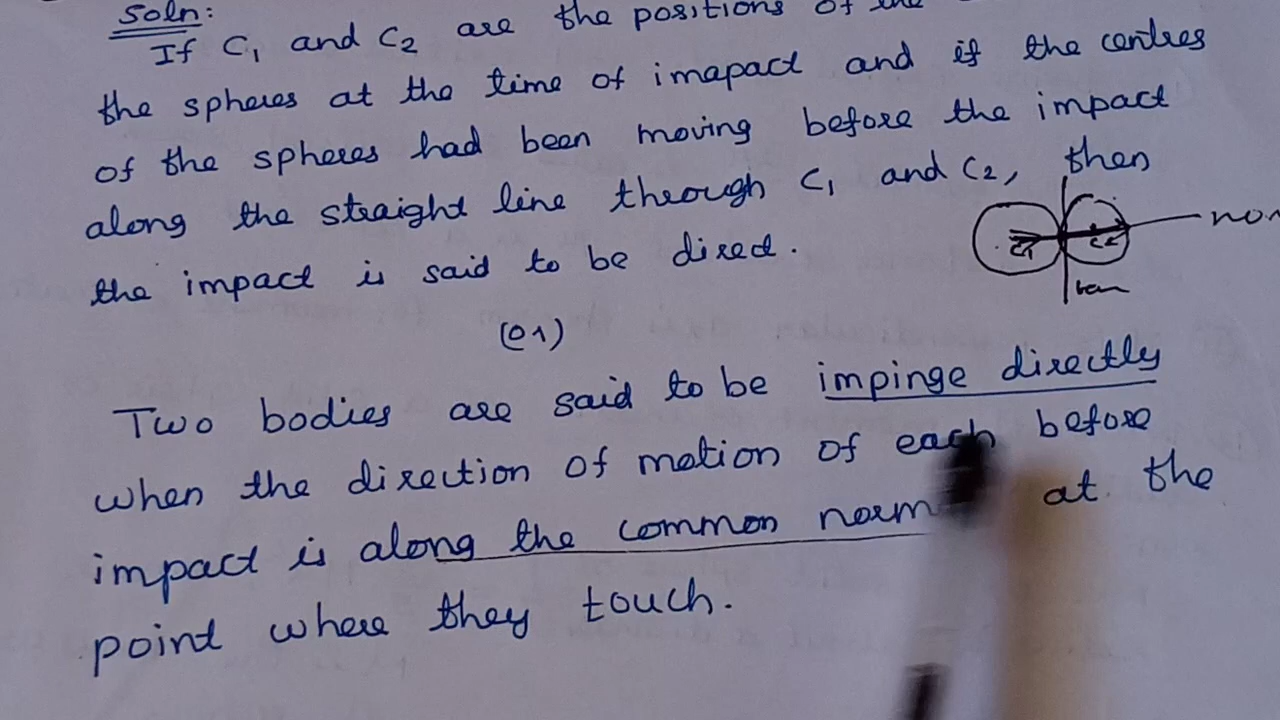 Soln:
If C1 and C2 are the positions of the
the spheres at the time of imapact and if the centres
of the spheres had been moving before the impact
along the straight line through C1 and C2, then
the impact is said to be direct.
C1 C2
(or)
Two bodies are said to be impinge directly
when the direction of motion of each before
impact is along the common at the
point where they touch.